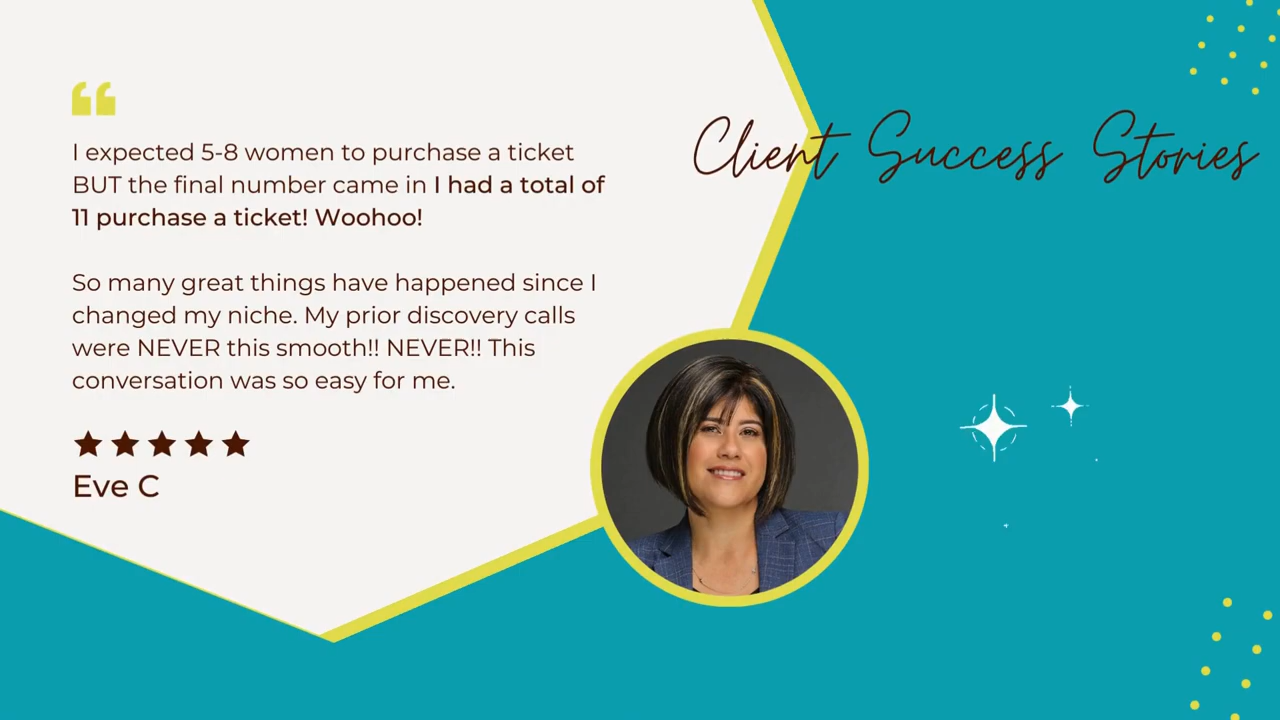 Client Success Stories
I expected 5-8 women to purchase a ticket
BUT the final number came in I had a total of
11 purchase a ticket! Woohoo!
So many great things have happened since I
changed my niche. My prior discovery calls
were NEVER this smooth!! NEVER!! This
conversation was so easy for me.
Eve C